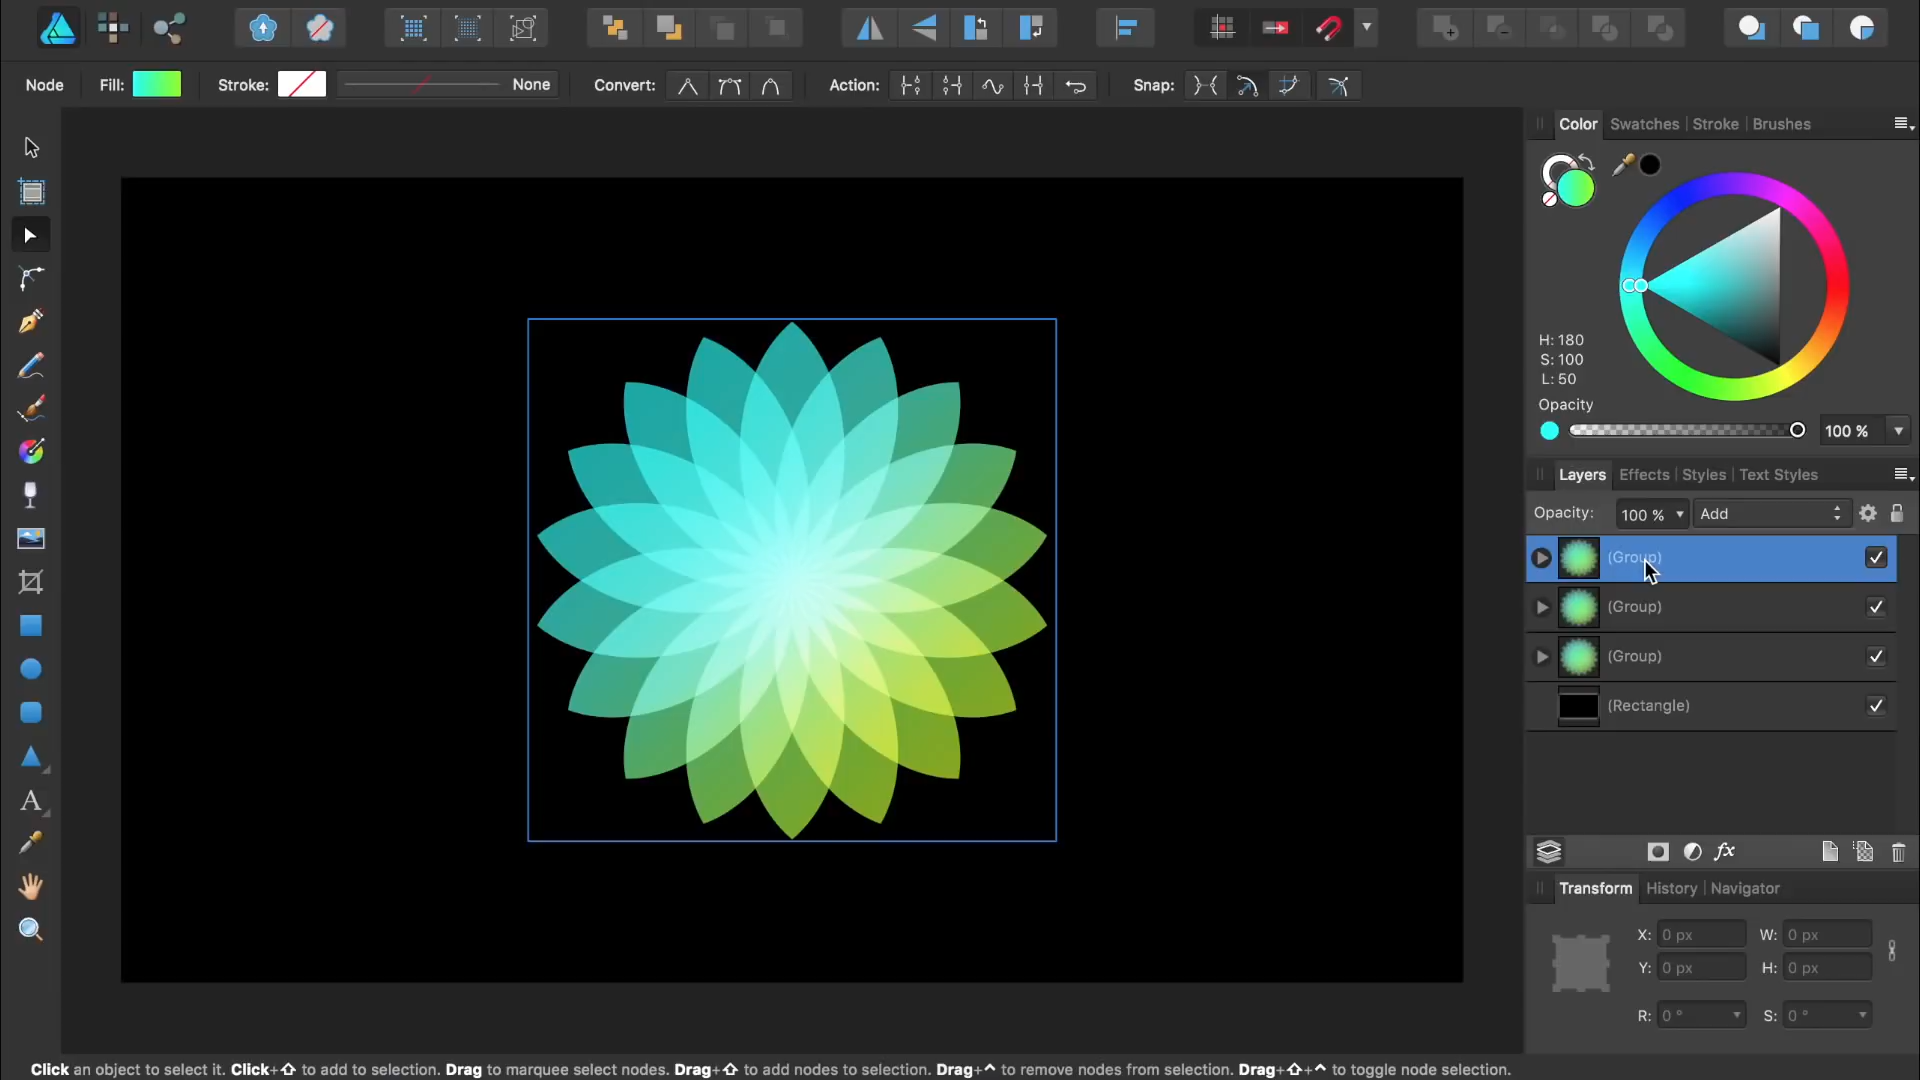 Node Fill: Stroke: None Convert: Action: Snap:
Color Swatches Stroke Brushes
H: 180
S: 100
L: 50
Opacity
100 %
Layers Effects Styles Text Styles
Opacity: 100 % Add
(Group)
(Group)
(Group)
(Rectangle)
fx
Transform History Navigator
X: 0 px W: 0 px
Y: 0 px H: 0 px
R: 0 ° S: 0 °
A
Click an object to select it. Click+⇧ to add to selection. Drag to marquee select nodes. Drag+⇧ to add nodes to selection. Drag+⌃ to remove nodes from selection. Drag+⇧+⌃ to toggle node selection.